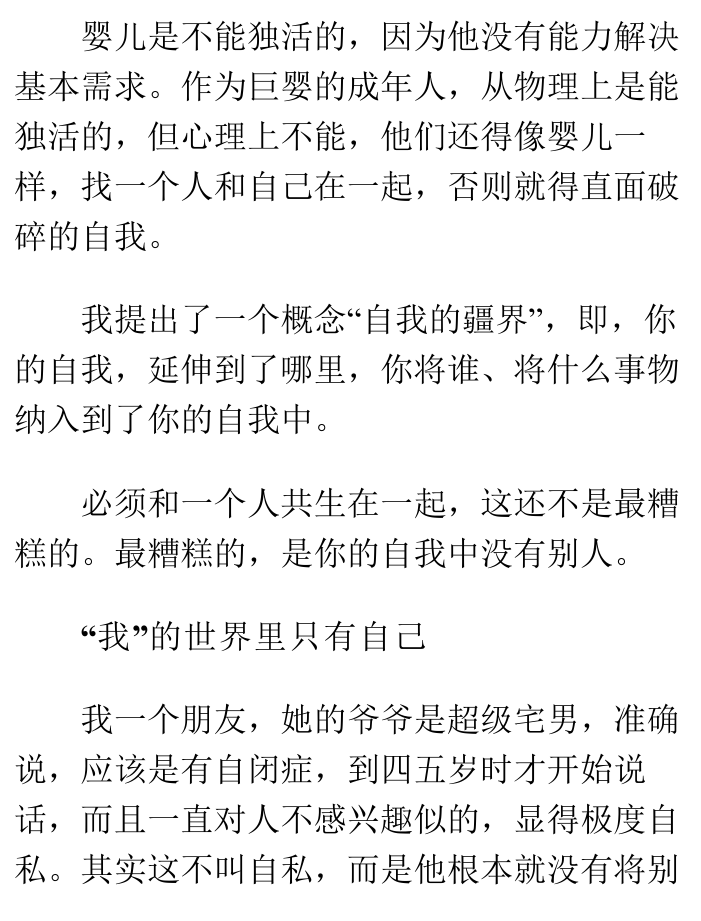 婴儿是不能独活的，因为他没有能力解决
基本需求。作为巨婴的成年人，从物理上是能
独活的，但心理上不能，他们还得像婴儿一
样，找一个人和自己在一起，否则就得直面破
碎的自我。
我提出了一个概念“自我的疆界”，即，你
的自我，延伸到了哪里，你将谁、将什么事物
纳入到了你的自我中。
必须和一个人共生在一起，这还不是最糟
糕的。最糟糕的，是你的自我中没有别人。
“我”的世界里只有自己
我一个朋友，她的爷爷是超级宅男，准确
说，应该是有自闭症，到四五岁时才开始说
话，而且一直对人不感兴趣似的，显得极度自
私。其实这不叫自私，而是他根本就没有将别